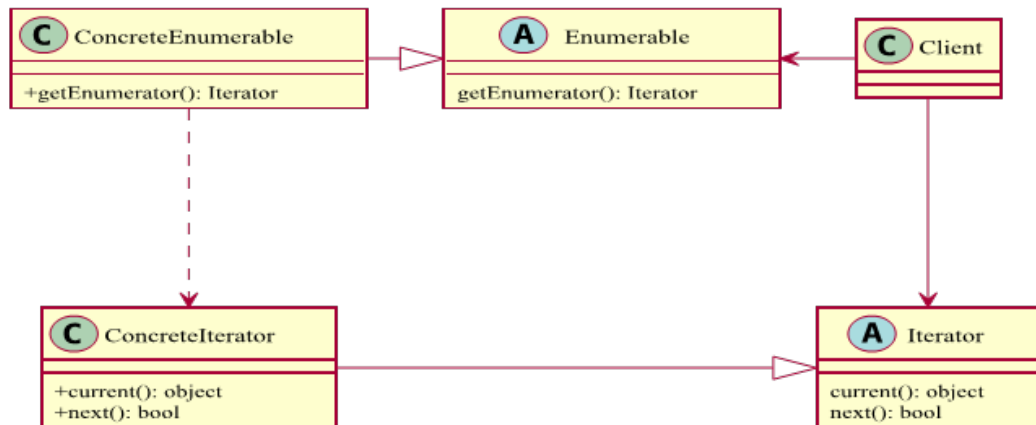 C ConcreteEnumerable
+getEnumerator(): Iterator
A Enumerable
getEnumerator(): Iterator
C Client
C ConcreteIterator
+current(): object
+next(): bool
A Iterator
current(): object
next(): bool